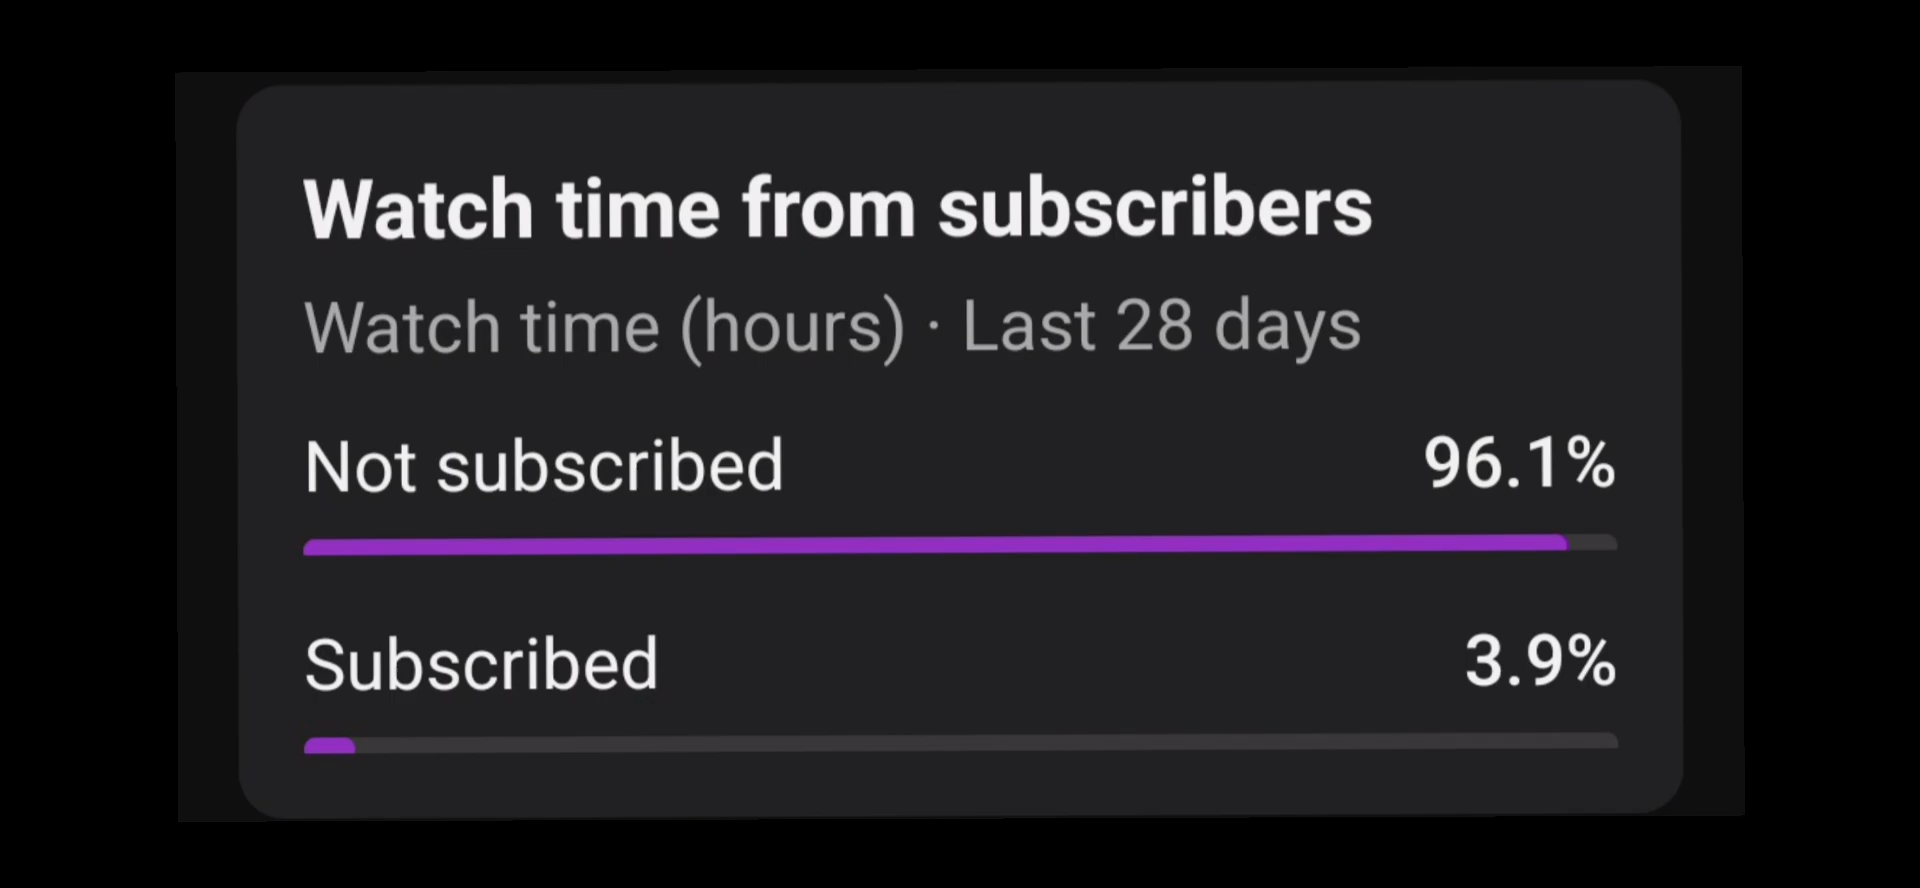 Watch time from subscribers
Watch time (hours) · Last 28 days
Not subscribed 96.1%
Subscribed 3.9%